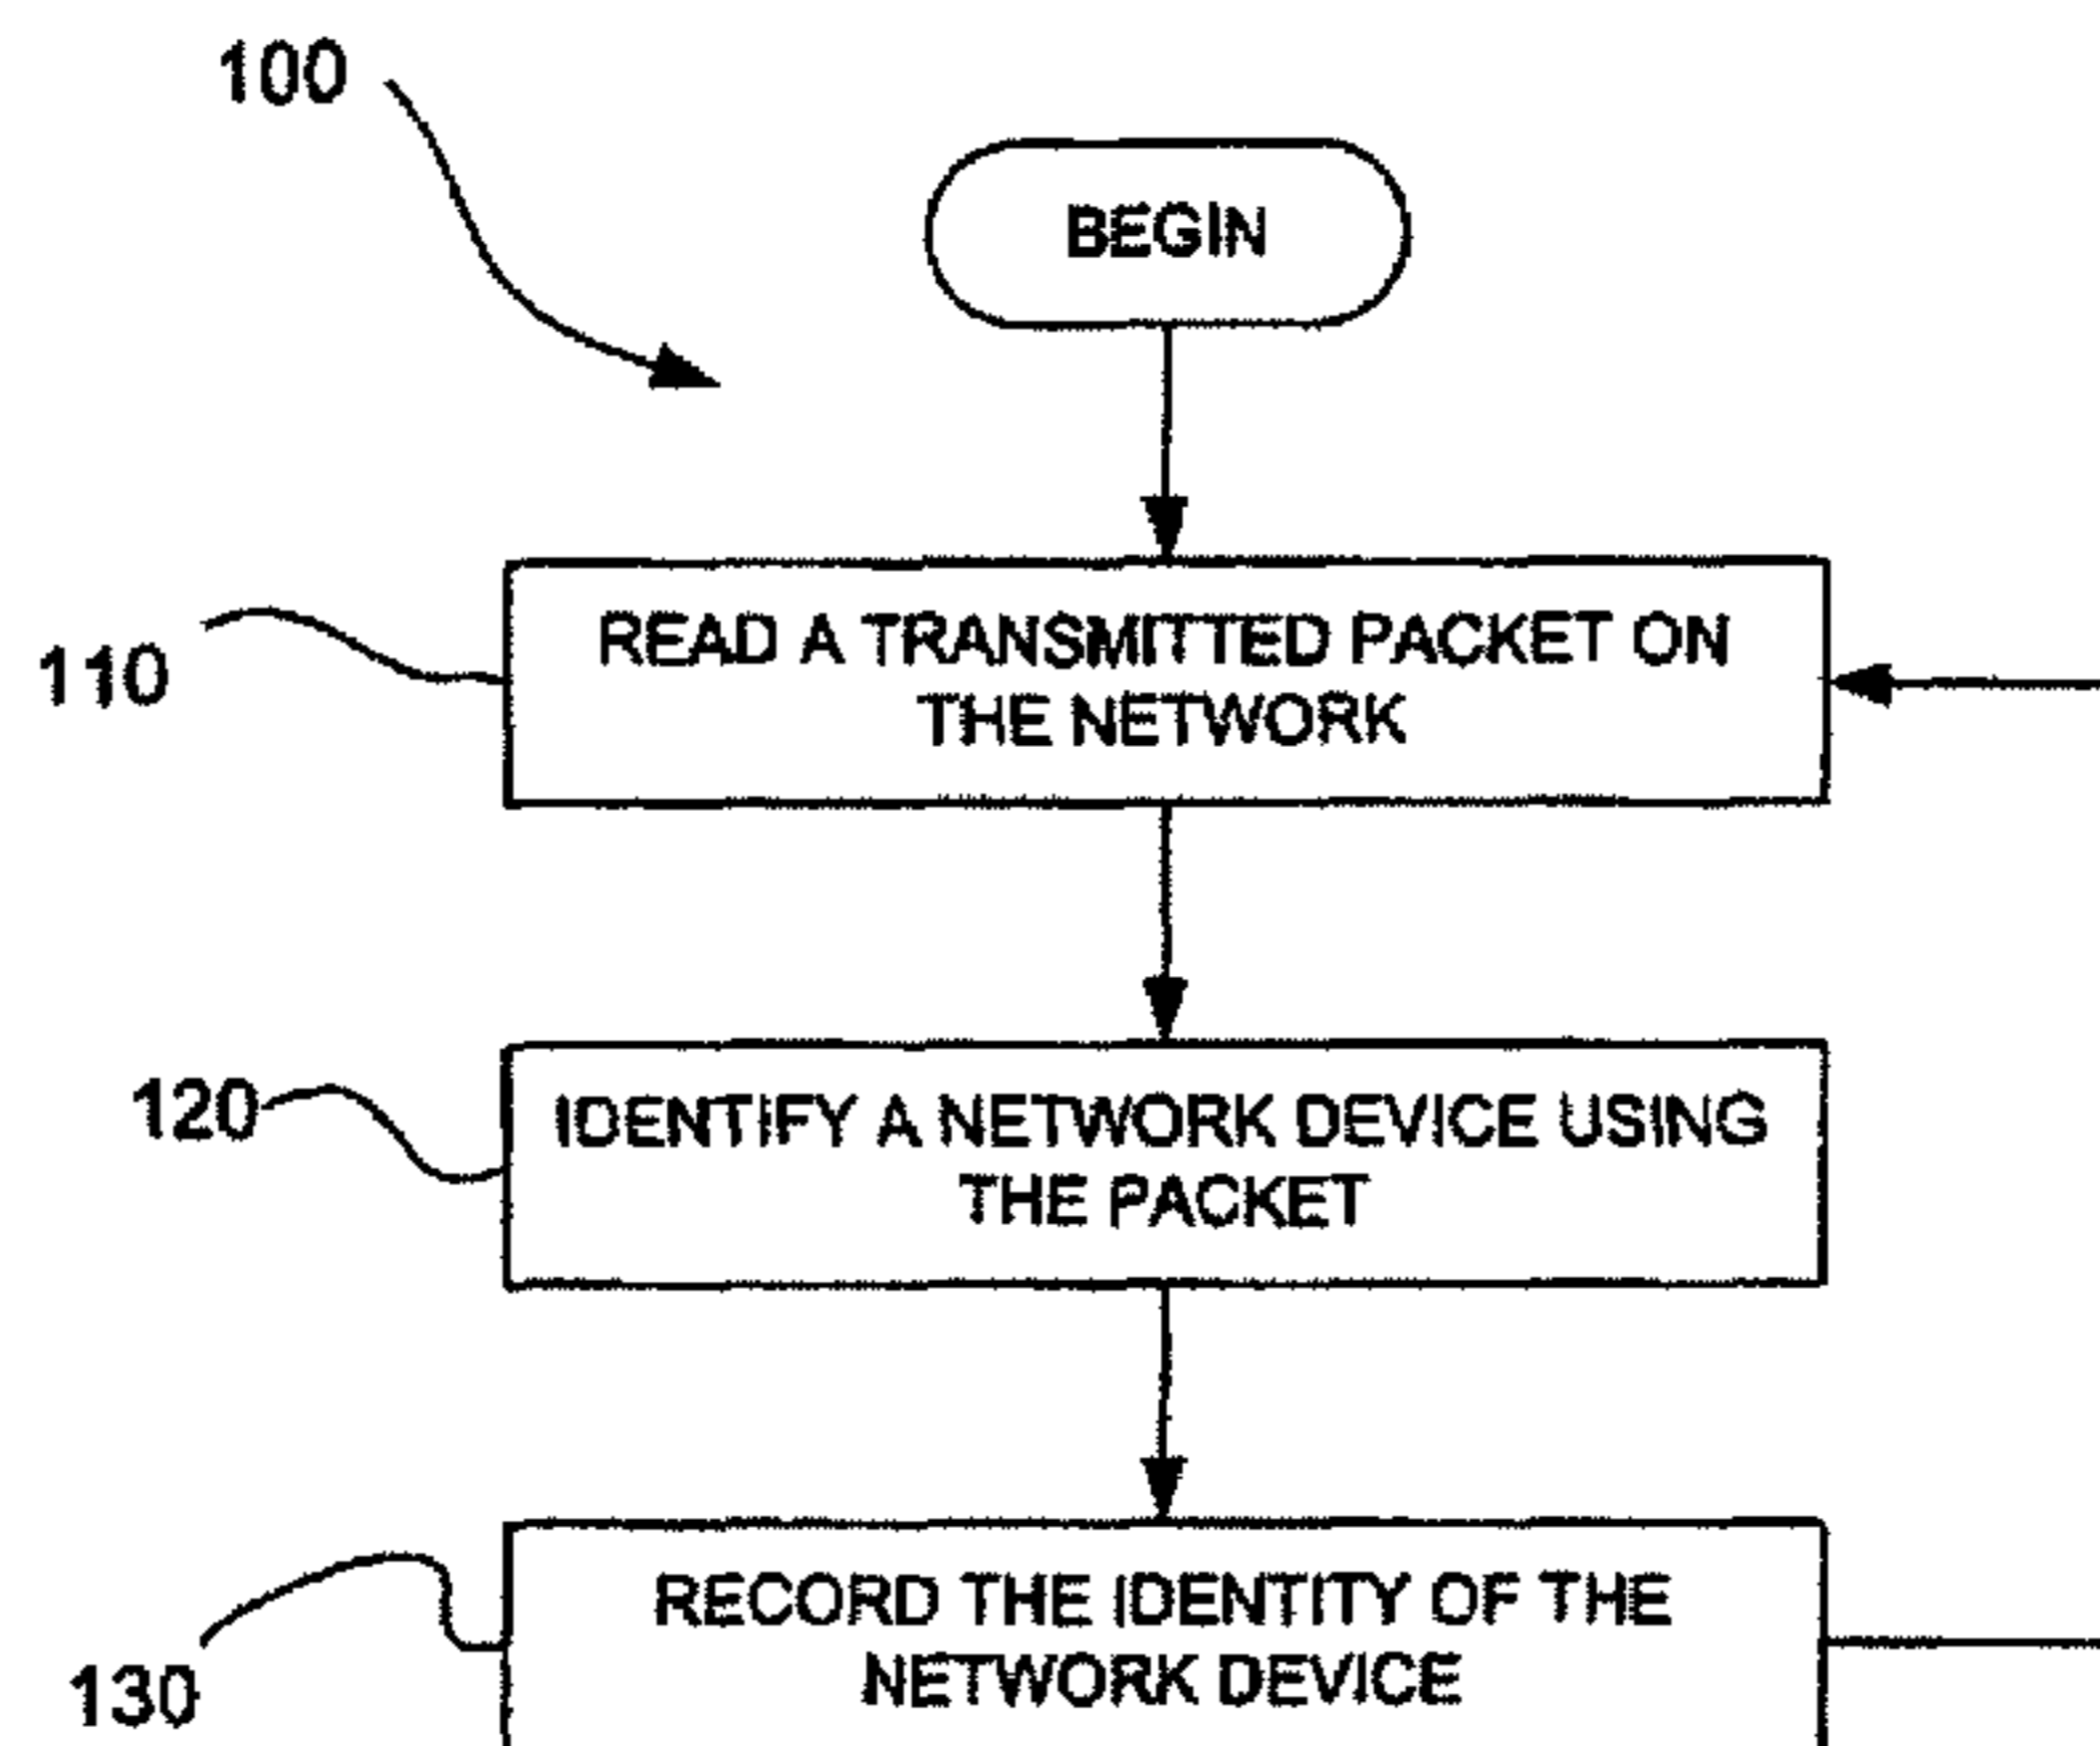 100
BEGIN
110
READ A TRANSMITTED PACKET ON
THE NETWORK
120
IDENTIFY A NETWORK DEVICE USING
THE PACKET
130
RECORD THE IDENTITY OF THE
NETWORK DEVICE